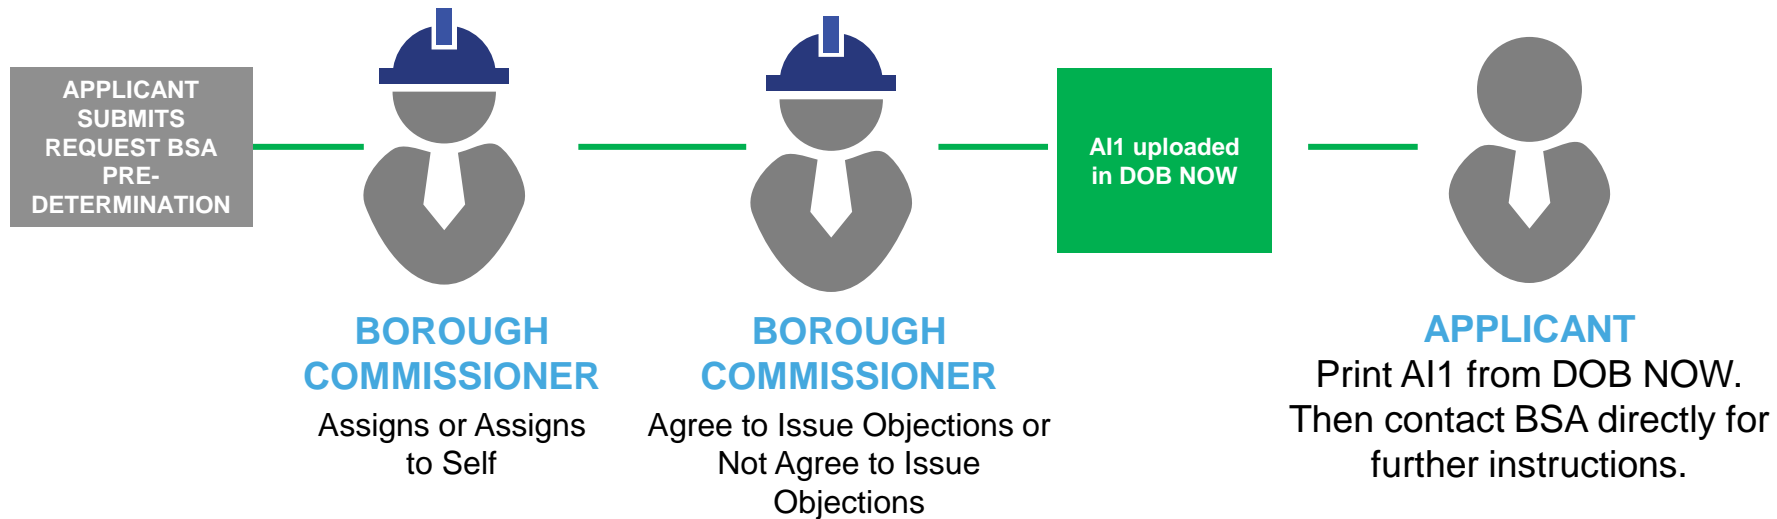 APPLICANT
SUBMITS
REQUEST BSA
PRE-
DETERMINATION
BOROUGH
COMMISSIONER
Assigns or Assigns
to Self
BOROUGH
COMMISSIONER
Agree to Issue Objections or
Not Agree to Issue
Objections
AI1 uploaded
in DOB NOW
APPLICANT
Print AI1 from DOB NOW.
Then contact BSA directly for
further instructions.